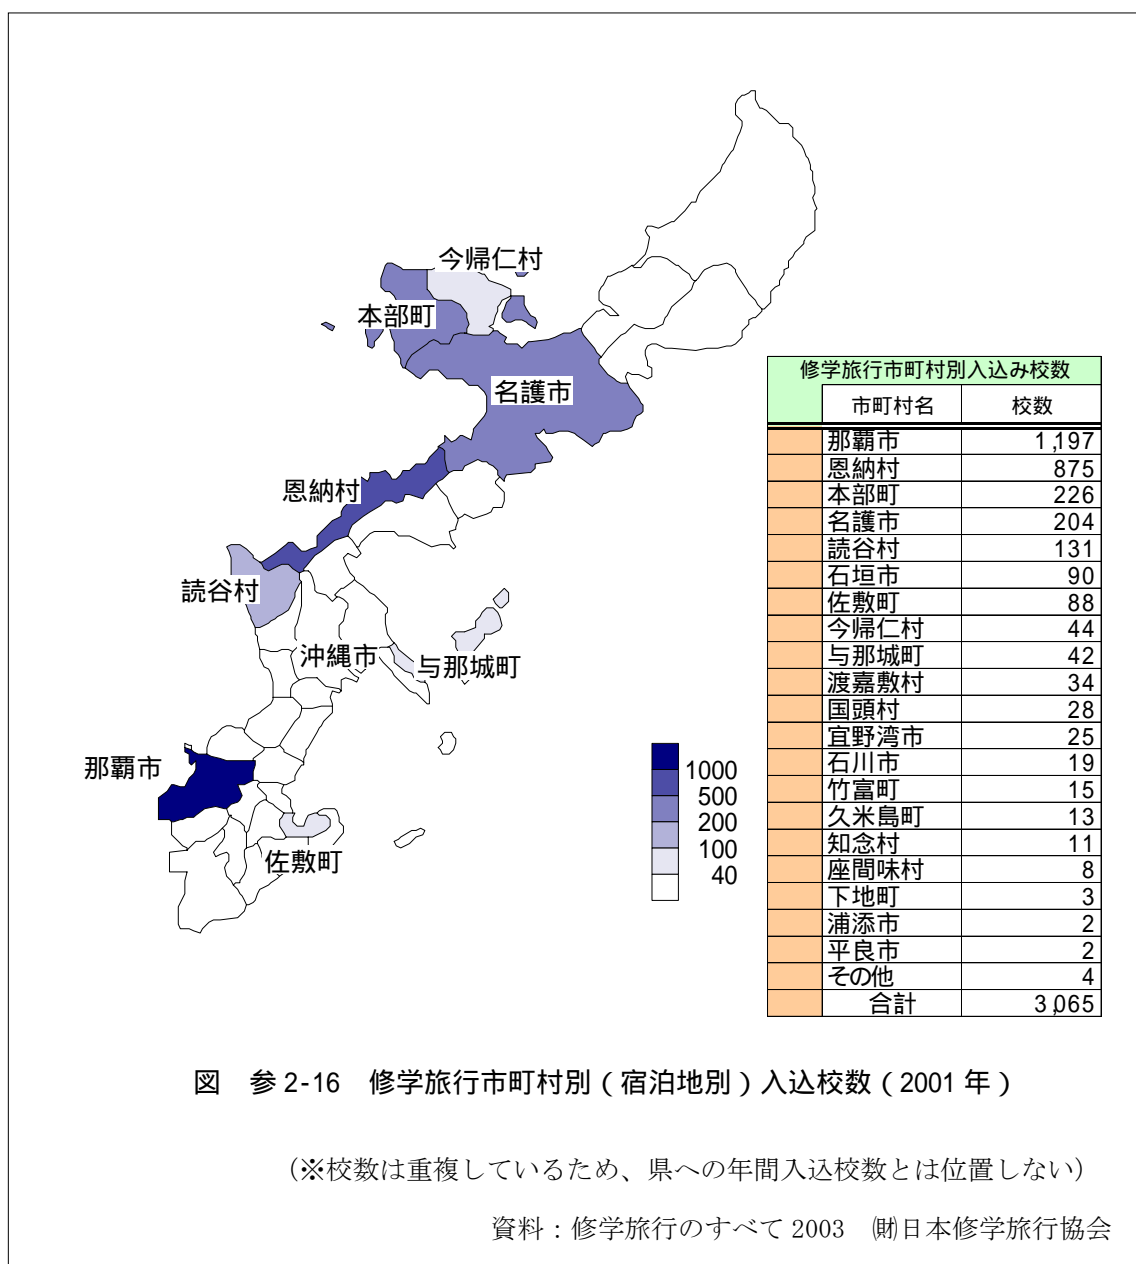 今帰仁村
本部町
名護市
恩納村
読谷村
沖縄市
与那城町
那覇市
佐敷町
1000
500
200
100
40
修学旅行市町村別入込み校数
市町村名 校数
那覇市 1,197
恩納村 875
本部町 226
名護市 204
読谷村 131
石垣市 90
佐敷町 88
今帰仁村 44
与那城町 42
渡嘉敷村 34
国頭村 28
宜野湾市 25
石川市 19
竹富町 15
久米島町 13
知念村 11
座間味村 8
下地町 3
浦添市 2
平良市 2
その他 4
合計 3,065
図 参2-16 修学旅行市町村別(宿泊地別)入込校数(2001年)
(※校数は重複しているため、県への年間入込校数とは位置しない)
資料:修学旅行のすべて2003 ㈶日本修学旅行協会